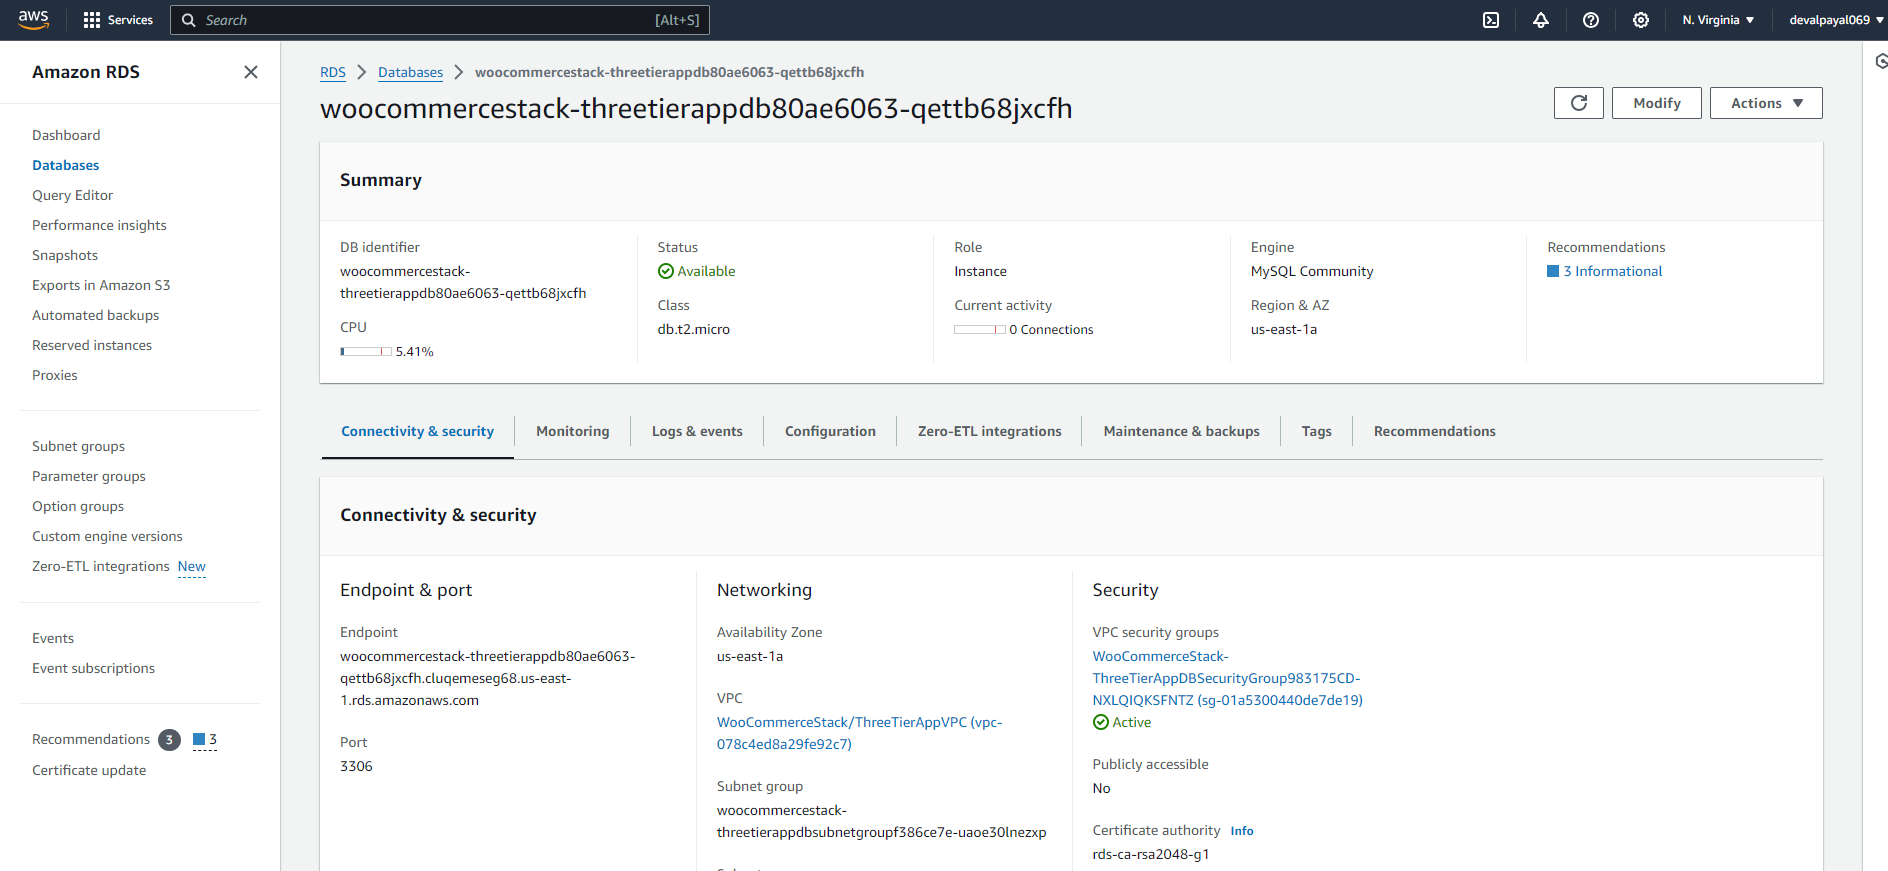 aws
Services
Search
[Alt+S]
N. Virginia
devalpayal069
Amazon RDS
Dashboard
Databases
Query Editor
Performance insights
Snapshots
Exports in Amazon S3
Automated backups
Reserved instances
Proxies
Subnet groups
Parameter groups
Option groups
Custom engine versions
Zero-ETL integrations New
Events
Event subscriptions
Recommendations 3 3
Certificate update
RDS > Databases > woocommercestack-threetierappdb80ae6063-qettb68jxcfh
woocommercestack-threetierappdb80ae6063-qettb68jxcfh
Modify
Actions
Summary
DB identifier
woocommercestack-
threetierappdb80ae6063-qettb68jxcfh
CPU
5.41%
Status
Available
Class
db.t2.micro
Role
Instance
Current activity
0 Connections
Engine
MySQL Community
Region & AZ
us-east-1a
Recommendations
3 Informational
Connectivity & security
Monitoring
Logs & events
Configuration
Zero-ETL integrations
Maintenance & backups
Tags
Recommendations
Connectivity & security
Endpoint & port
Endpoint
woocommercestack-threetierappdb80ae6063-
qettb68jxcfh.cluqemeseg68.us-east-
1.rds.amazonaws.com
Port
3306
Networking
Availability Zone
us-east-1a
VPC
WooCommerceStack/ThreeTierAppVPC (vpc-
078c4ed8a29fe92c7)
Subnet group
woocommercestack-
threetierappdbsubnetgroupf386ce7e-uaoe30lnezxp
Security
VPC security groups
WooCommerceStack-
ThreeTierAppDBSecurityGroup983175CD-
NXLQIQKSFNTZ (sg-01a5300440de7de19)
Active
Publicly accessible
No
Certificate authority Info
rds-ca-rsa2048-g1